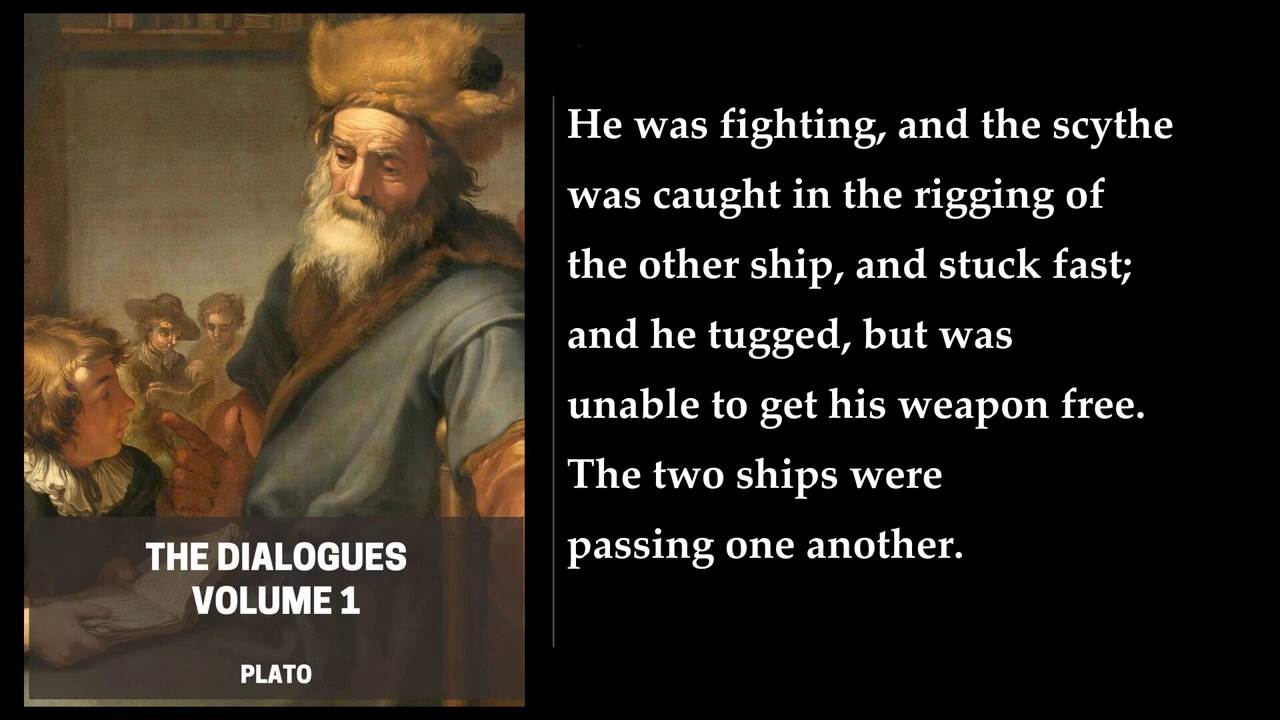 He was fighting, and the scythe
was caught in the rigging of
the other ship, and stuck fast;
and he tugged, but was
unable to get his weapon free.
The two ships were
passing one another.
THE DIALOGUES
VOLUME 1
PLATO